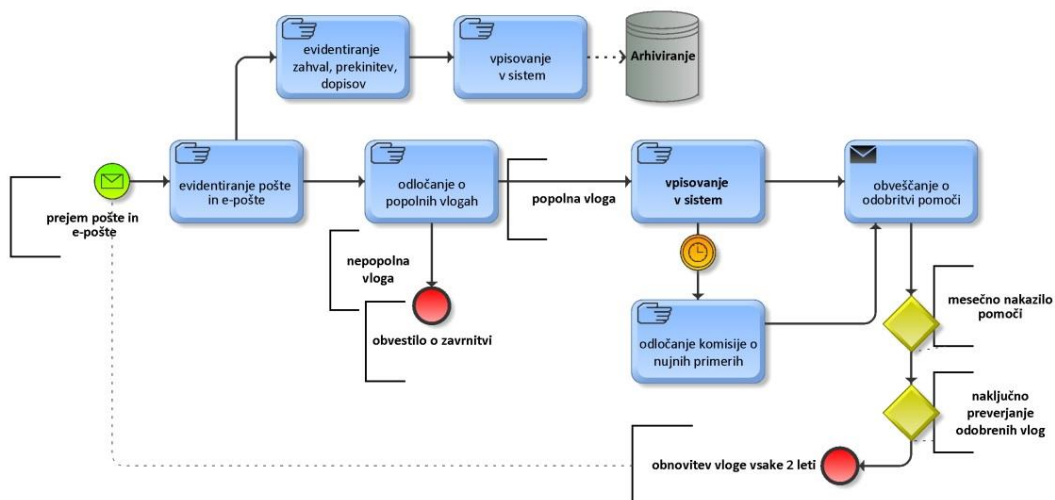 evidentiranje
zahval, prekinitev,
dopisov
vpisovanje
v sistem
Arhiviranje
prejem pošte in
e-pošte
evidentiranje pošte
in e-pošte
odločanje o
popolnih vlogah
popolna vloga
vpisovanje
v sistem
obveščanje o
odobritvi pomoči
nepopolna
vloga
obvestilo o zavrnitvi
odločanje komisije o
nujnih primerih
mesečno nakazilo
pomoči
naključno
preverjanje
odobrenih vlog
obnovitev vloge vsake 2 leti